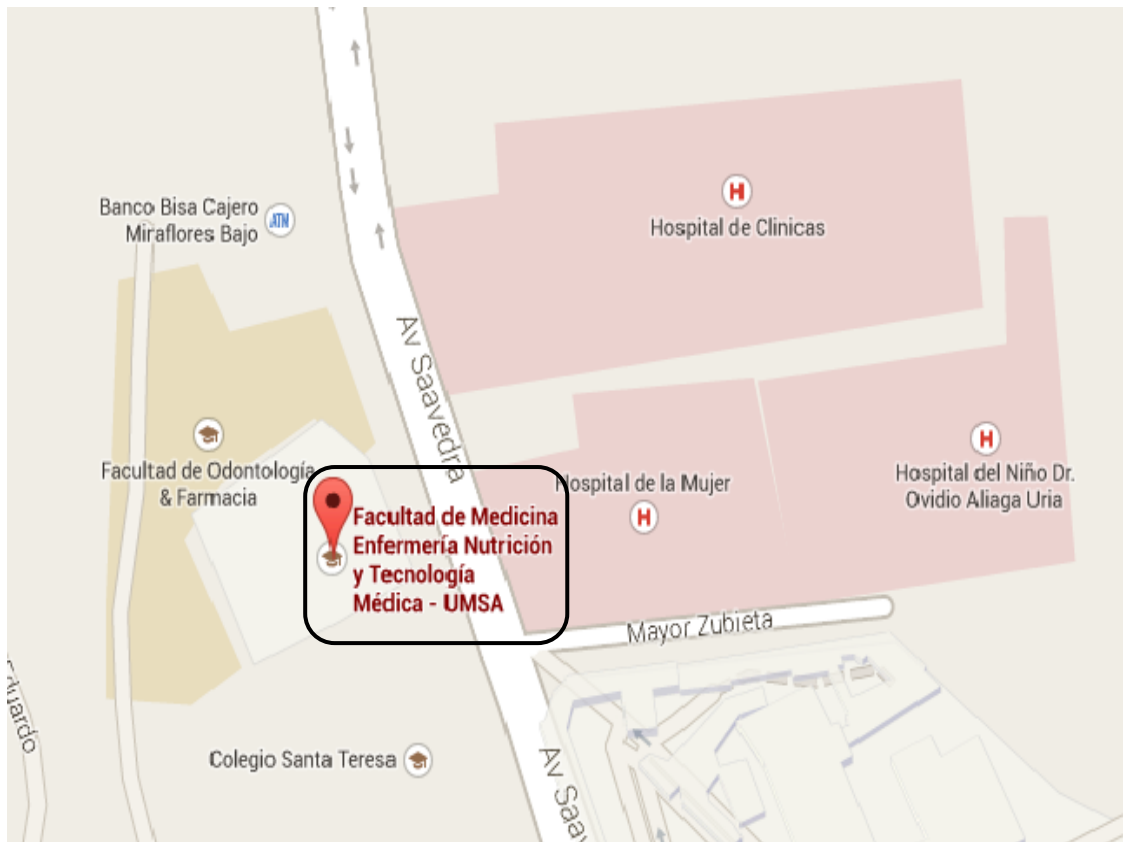 Banco Bisa Cajero
Miraflores Bajo
ATM
H
Hospital de Clinicas
Av Saavedra
Facultad de Odontología
& Farmacia
Hospital de la Mujer
H
H
Hospital del Niño Dr.
Ovidio Aliaga Uria
Facultad de Medicina
Enfermería Nutrición
y Tecnología
Médica - UMSA
Mayor Zubieta
Eduardo
Colegio Santa Teresa
Av Saav